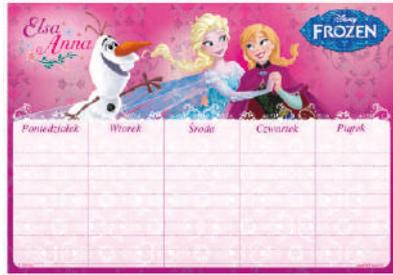 Elsa
Anna
Disney
FROZEN
Poniedziałek Wtorek Środa Czwartek Piątek